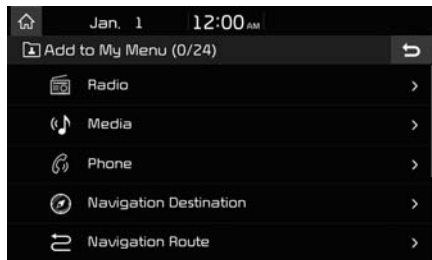 Jan. 1 12:00 AM
Add to My Menu (0/24)
Radio
Media
Phone
Navigation Destination
Navigation Route